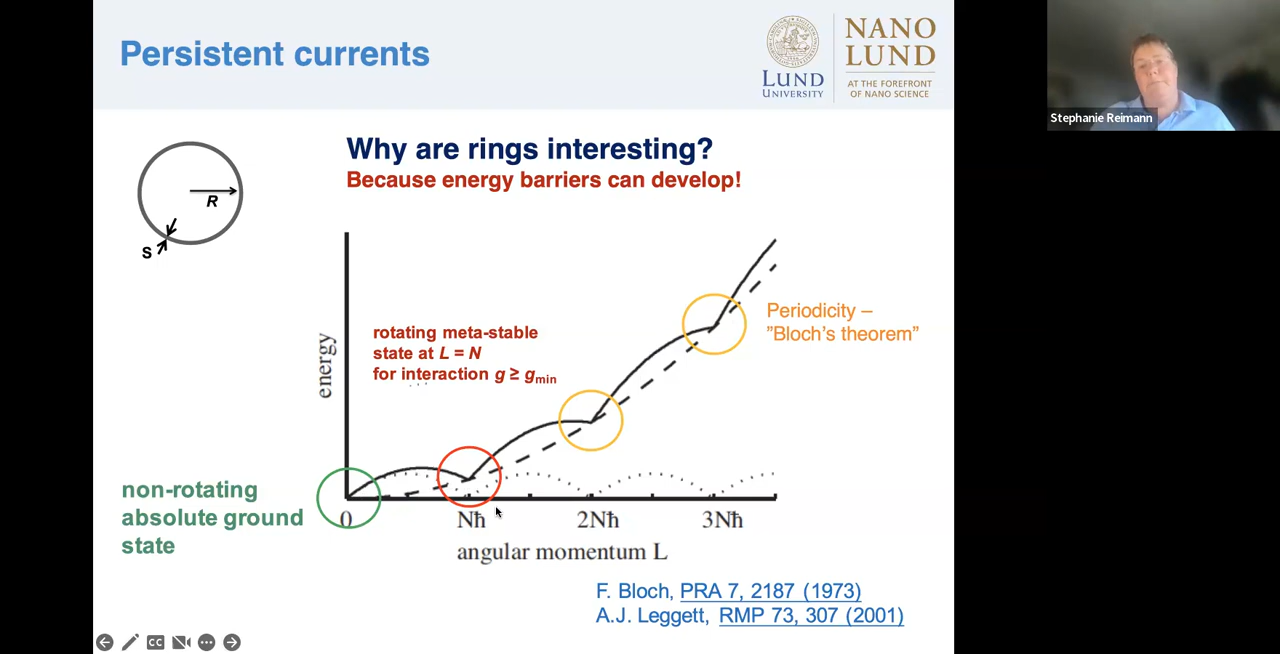 Persistent currents
LUND
UNIVERSITY
NANO
LUND
AT THE FOREFRONT
OF NANO SCIENCE
Stephanie Reimann
Why are rings interesting?
Because energy barriers can develop!
R
S
energy
rotating meta-stable
state at L = N
for interaction g ≥ gmin
Periodicity –
”Bloch’s theorem”
non-rotating
absolute ground
state
0
Nħ
2Nħ
3Nħ
angular momentum L
F. Bloch, PRA 7, 2187 (1973)
A.J. Leggett, RMP 73, 307 (2001)
CC